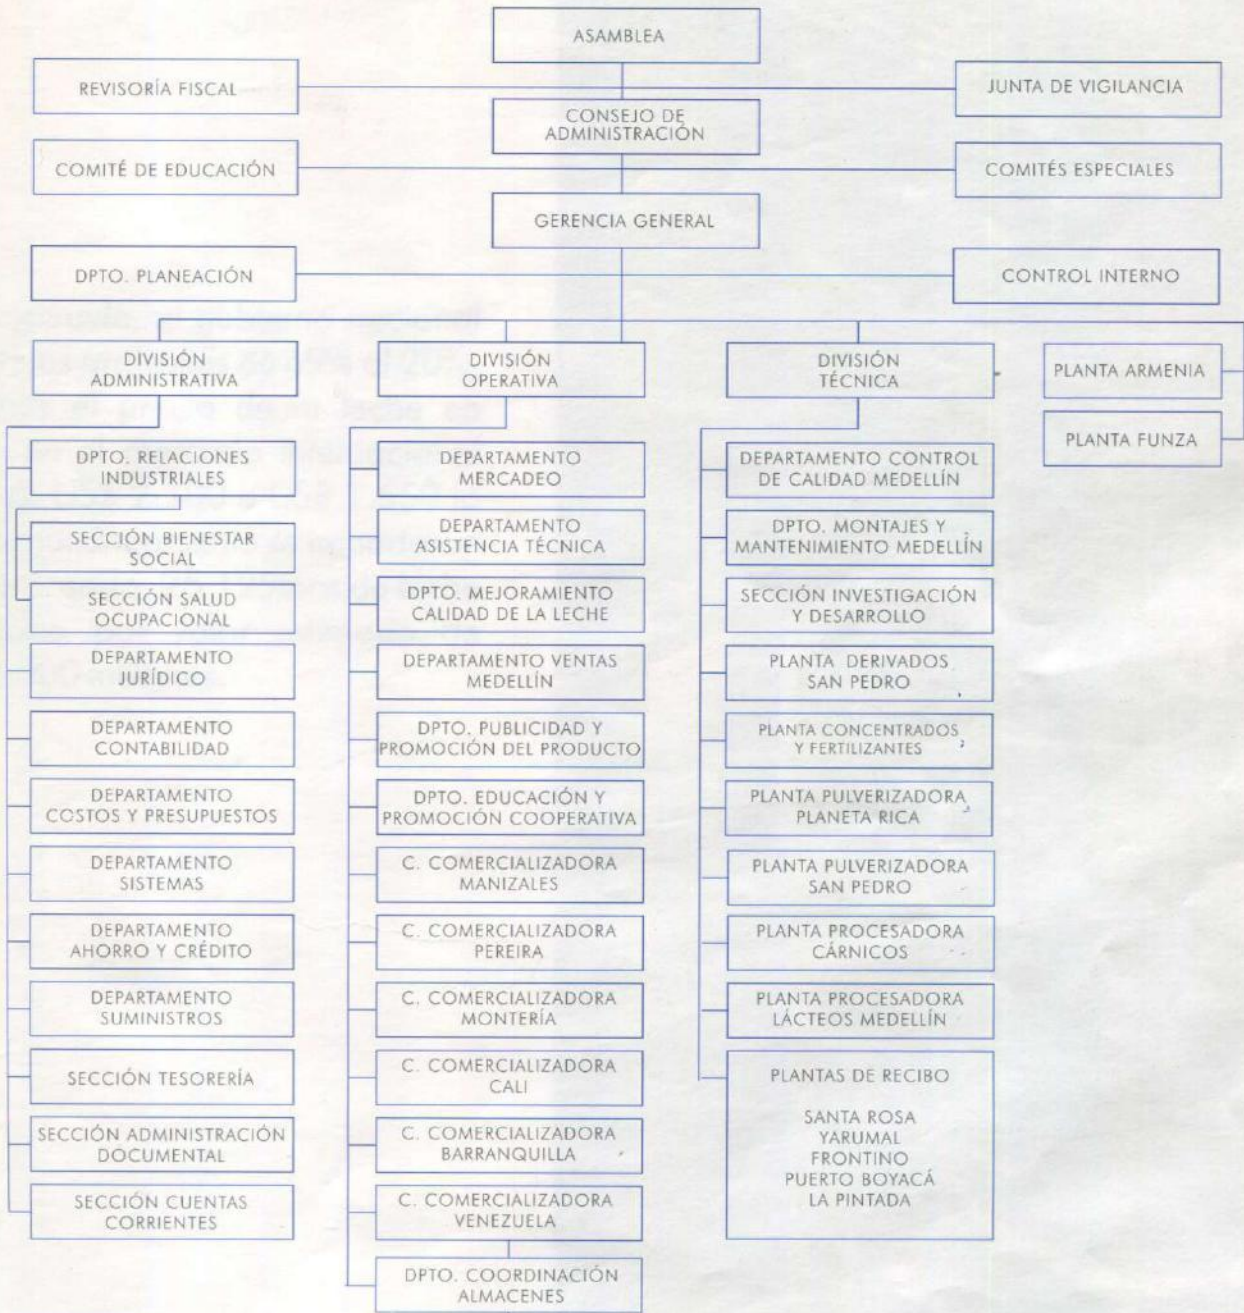 ASAMBLEA
REVISORÍA FISCAL
JUNTA DE VIGILANCIA
CONSEJO DE
ADMINISTRACIÓN
COMITÉ DE EDUCACIÓN
COMITÉS ESPECIALES
GERENCIA GENERAL
DPTO. PLANEACIÓN
CONTROL INTERNO
DIVISIÓN
ADMINISTRATIVA
DPTO. RELACIONES
INDUSTRIALES
SECCIÓN BIENESTAR
SOCIAL
SECCIÓN SALUD
OCUPACIONAL
DEPARTAMENTO
JURÍDICO
DEPARTAMENTO
CONTABILIDAD
DEPARTAMENTO
COSTOS Y PRESUPUESTOS
DEPARTAMENTO
SISTEMAS
DEPARTAMENTO
AHORRO Y CRÉDITO
DEPARTAMENTO
SUMINISTROS
SECCIÓN TESORERÍA
SECCIÓN ADMINISTRACIÓN
DOCUMENTAL
SECCIÓN CUENTAS
CORRIENTES
DIVISIÓN
OPERATIVA
DEPARTAMENTO
MERCADEO
DEPARTAMENTO
ASISTENCIA TÉCNICA
DPTO. MEJORAMIENTO
CALIDAD DE LA LECHE
DEPARTAMENTO VENTAS
MEDELLÍN
DPTO. PUBLICIDAD Y
PROMOCIÓN DEL PRODUCTO
DPTO. EDUCACIÓN Y
PROMOCIÓN COOPERATIVA
C. COMERCIALIZADORA
MANIZALES
C. COMERCIALIZADORA
PEREIRA
C. COMERCIALIZADORA
MONTERÍA
C. COMERCIALIZADORA
CALI
C. COMERCIALIZADORA
BARRANQUILLA
C. COMERCIALIZADORA
VENEZUELA
DPTO. COORDINACIÓN
ALMACENES
DIVISIÓN
TÉCNICA
DEPARTAMENTO CONTROL
DE CALIDAD MEDELLÍN
DPTO. MONTAJES Y
MANTENIMIENTO MEDELLÍN
SECCIÓN INVESTIGACIÓN
Y DESARROLLO
PLANTA DERIVADOS
SAN PEDRO
PLANTA CONCENTRADOS
Y FERTILIZANTES
PLANTA PULVERIZADORA
PLANETA RICA
PLANTA PULVERIZADORA
SAN PEDRO
PLANTA PROCESADORA
CÁRNICOS
PLANTA PROCESADORA
LÁCTEOS MEDELLÍN
PLANTAS DE RECIBO
SANTA ROSA
YARUMAL
FRONTINO
PUERTO BOYACÁ
LA PINTADA
PLANTA ARMENIA
PLANTA FUNZA